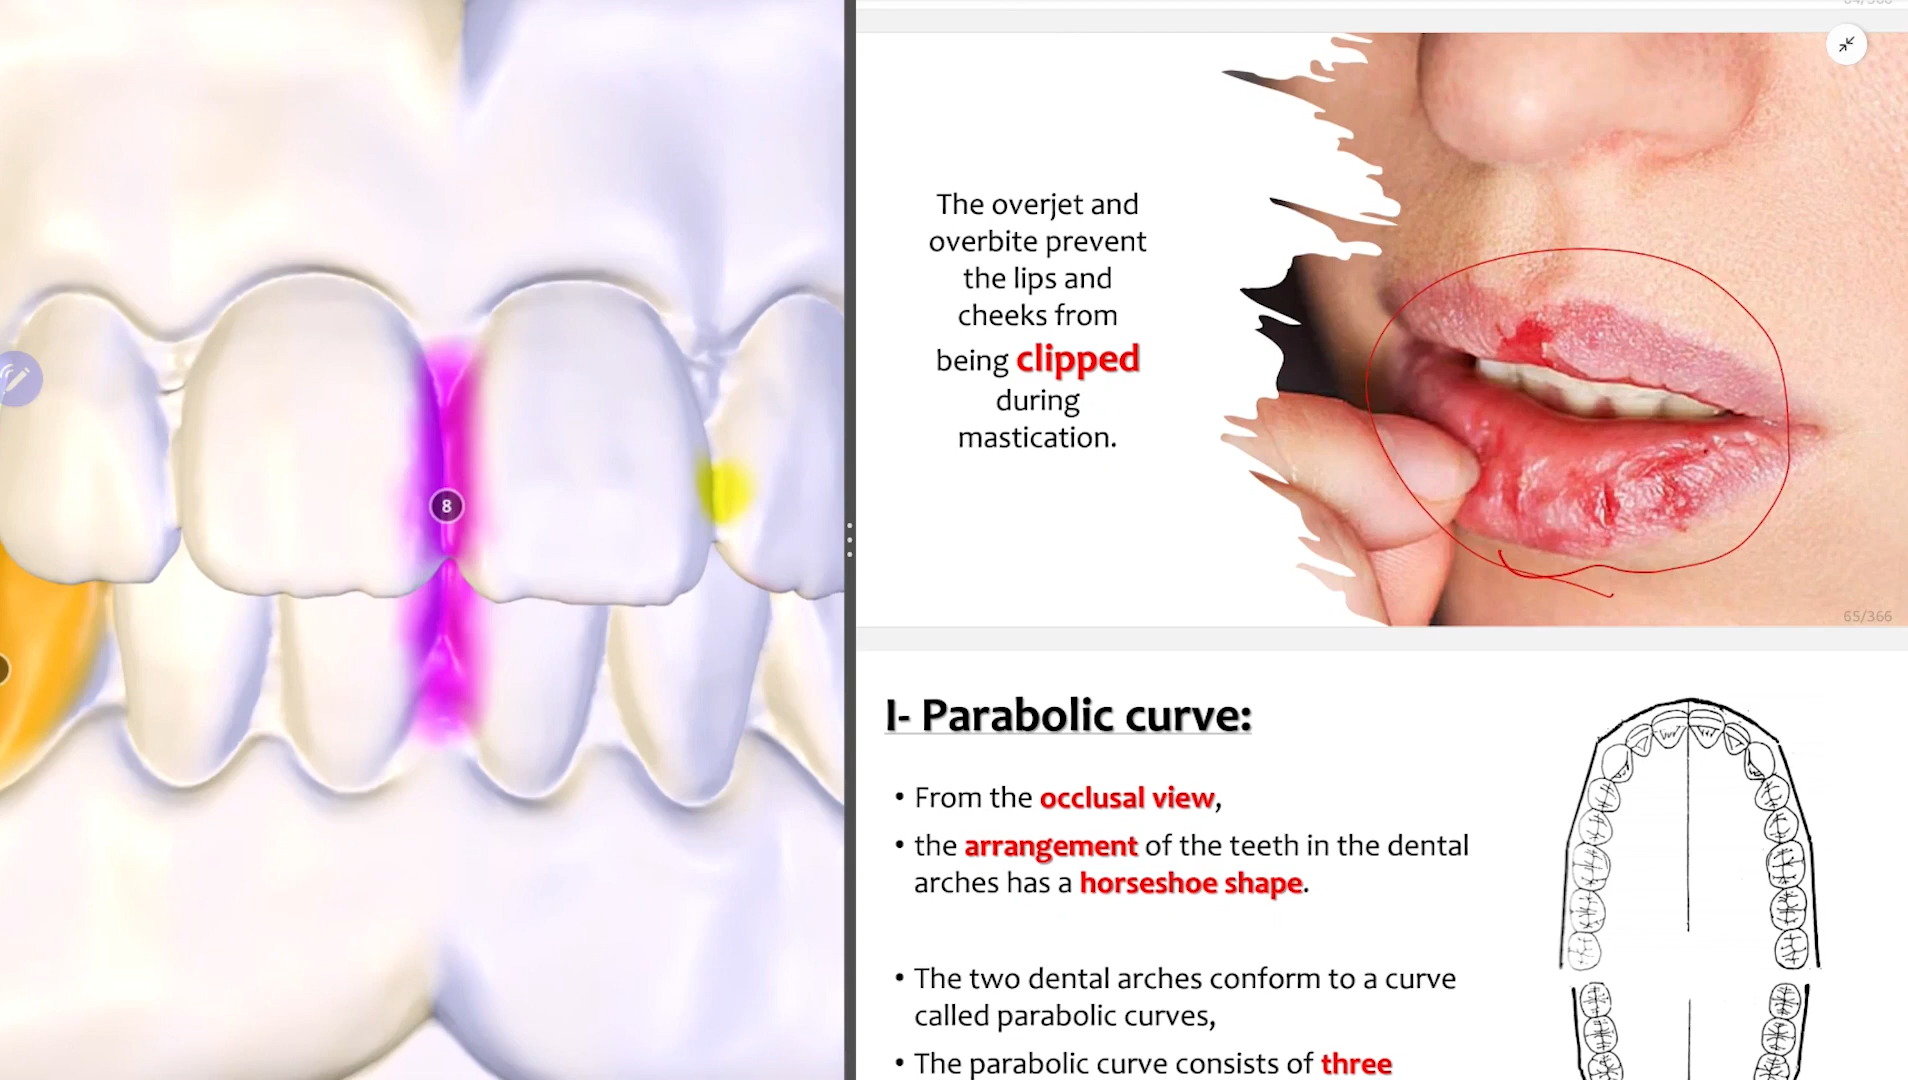 8
The overjet and
overbite prevent
the lips and
cheeks from
being clipped
during
mastication.
65/366
I- Parabolic curve:
• From the occlusal view,
• the arrangement of the teeth in the dental
arches has a horseshoe shape.
• The two dental arches conform to a curve
called parabolic curves,
• The parabolic curve consists of three